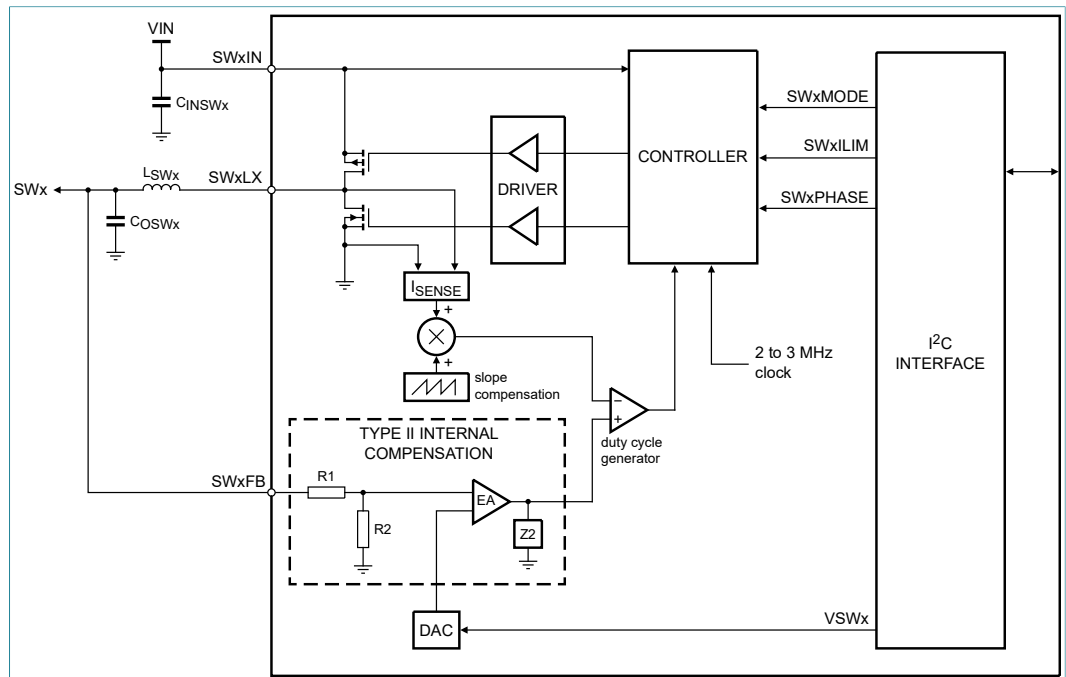 VIN
SWxIN
CINSWx
SWx
LSWx
SWxLX
COSWx
DRIVER
CONTROLLER
SWxMODE
SWxILIM
SWxPHASE
ISENSE
+
+
slope
compensation
2 to 3 MHz
clock
I2C
INTERFACE
−
+
duty cycle
generator
TYPE II INTERNAL
COMPENSATION
SWxFB
R1
R2
EA
Z2
DAC
VSWx